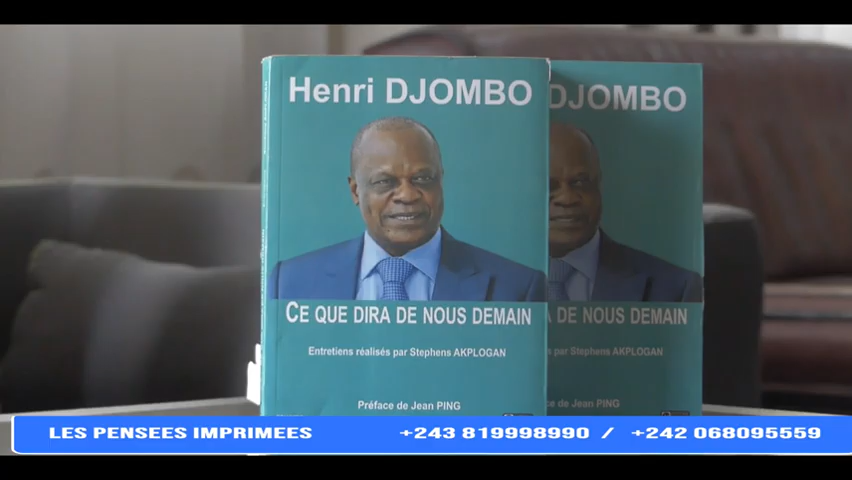 Henri DJOMBO
CE QUE DIRA DE NOUS DEMAIN
Entretiens réalisés par Stephens AKPLOGAN
Préface de Jean PING
DJOMBO
A DE NOUS DEMAIN
s par Stephens AKPLOGAN
ce de Jean PING
LES PENSEES IMPRIMEES +243 819998990 / +242 068095559